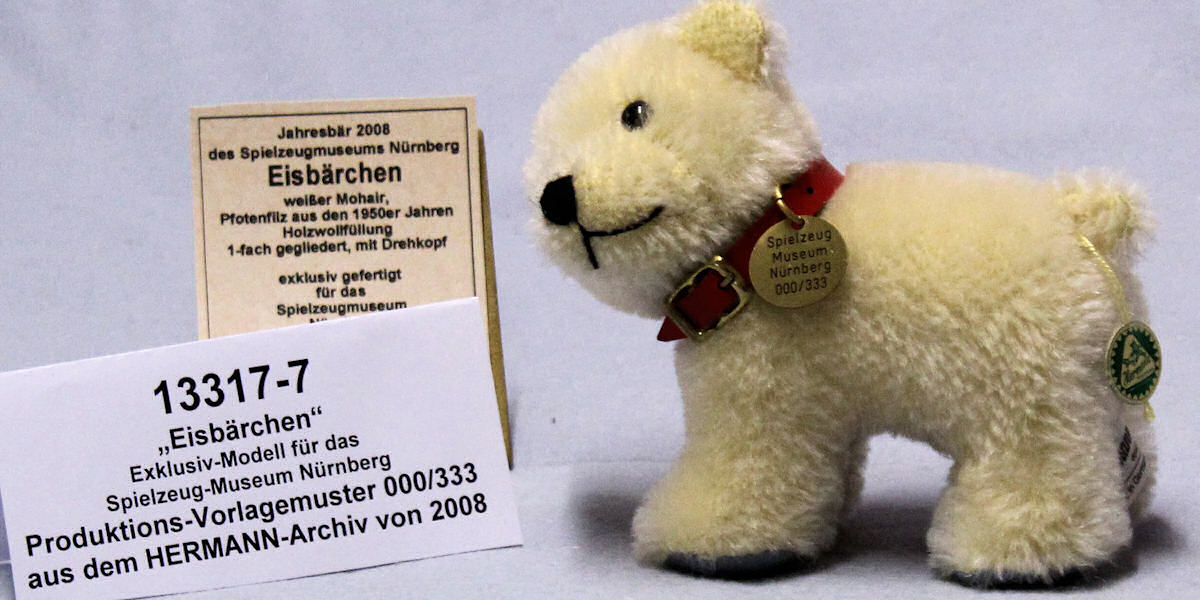 Jahresbär 2008
des Spielzeugmuseums Nürnberg
Eisbärchen
weißer Mohair,
Pfotenfilz aus den 1950er Jahren
Holzwollfüllung
1-fach gegliedert, mit Drehkopf
exklusiv gefertigt
für das
Spielzeugmuseum
13317-7
„Eisbärchen“
Exklusiv-Modell für das
Spielzeug-Museum Nürnberg
Produktions-Vorlagemuster 000/333
aus dem HERMANN-Archiv von 2008
Spielzeug
Museum
Nürnberg
000/333